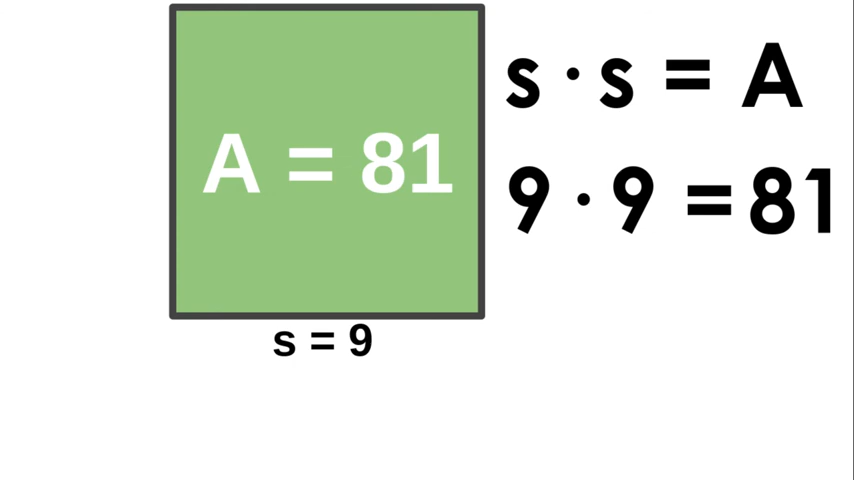 A = 81
s = 9
s · s = A
9 · 9 = 81